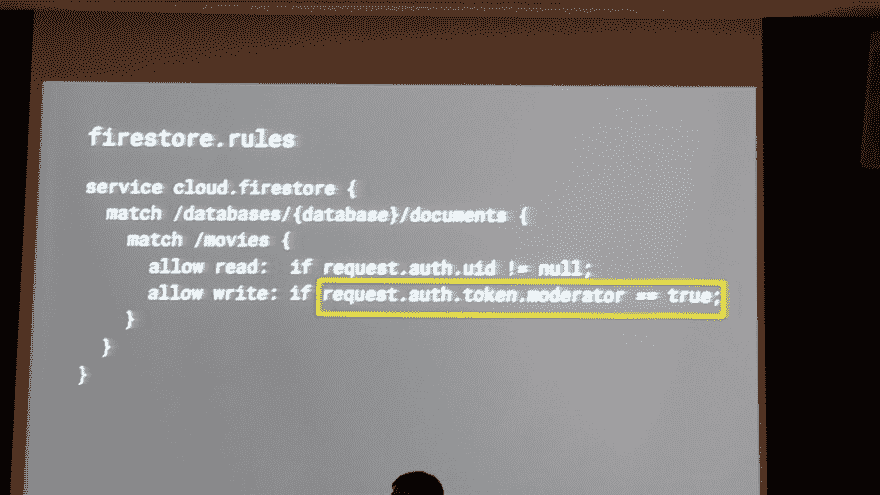 firestore.rules
service cloud.firestore {
match /databases/{database}/documents {
match /movies {
allow read: if request.auth.uid != null;
allow write: if request.auth.token.moderator == true;
}
}
}